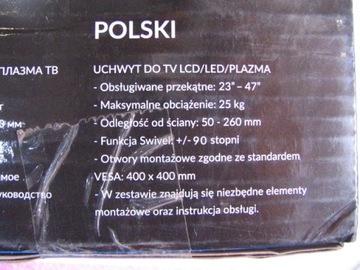 POLSKI
ПЛАЗМА ТВ
UCHWYT DO TV LCD/LED/PLAZMA
- Obsługiwane przekątne: 23" – 47"
- Maksymalne obciążenie: 25 kg
- Odległość od ściany: 50 - 260 mm
- Funkcja Swivel: +/- 90 stopni
- Otwory montażowe zgodne ze standardem
VESA: 400 x 400 mm
- W zestawie znajdują się niezbędne elementy
montażowe oraz instrukcja obsługi.